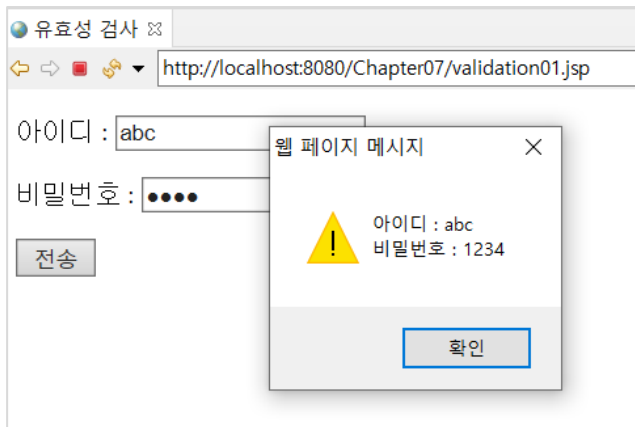 유효성 검사
http://localhost:8080/Chapter07/validation01.jsp
아이디 : abc
비밀번호 : ●●●●
전송
웹 페이지 메시지
아이디 : abc
비밀번호 : 1234
확인